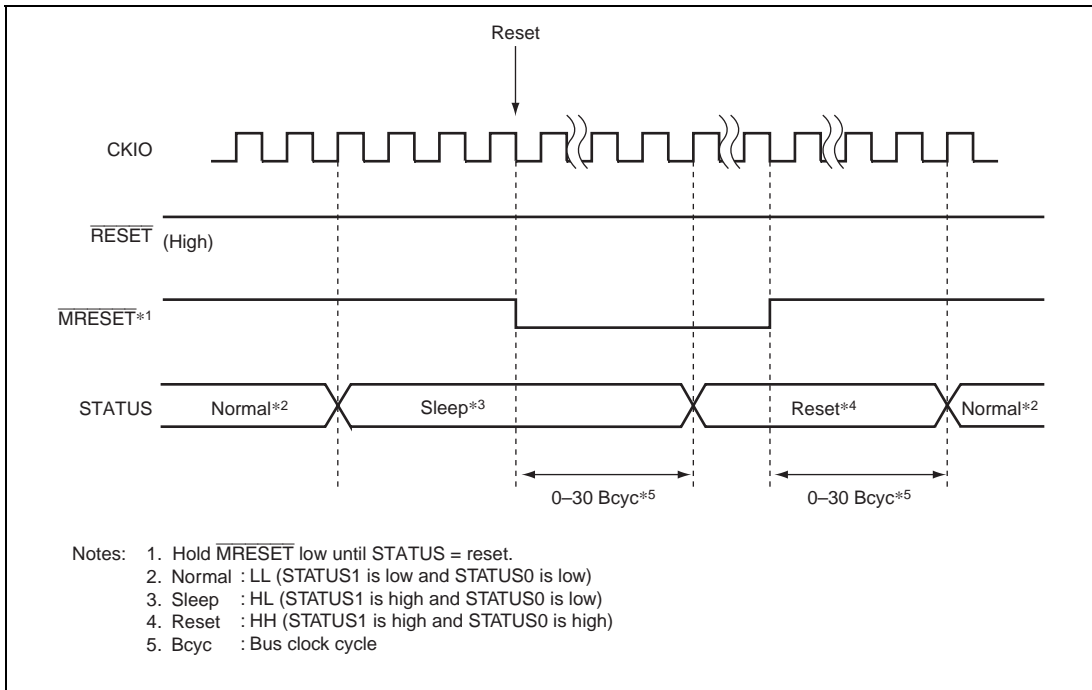 Reset
CKIO
RESET (High)
MRESET*1
STATUS Normal*2 Sleep*3 Reset*4 Normal*2
0–30 Bcyc*5 0–30 Bcyc*5
Notes: 1. Hold MRESET low until STATUS = reset.
2. Normal : LL (STATUS1 is low and STATUS0 is low)
3. Sleep : HL (STATUS1 is high and STATUS0 is low)
4. Reset : HH (STATUS1 is high and STATUS0 is high)
5. Bcyc : Bus clock cycle